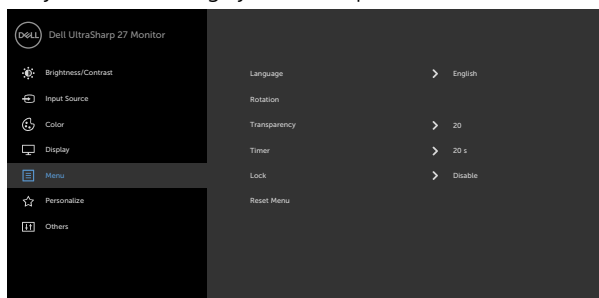 DELL Dell UltraSharp 27 Monitor
Brightness/Contrast
Input Source
Color
Display
Menu
Personalize
Others
Language > English
Rotation
Transparency > 20
Timer > 20 s
Lock > Disable
Reset Menu